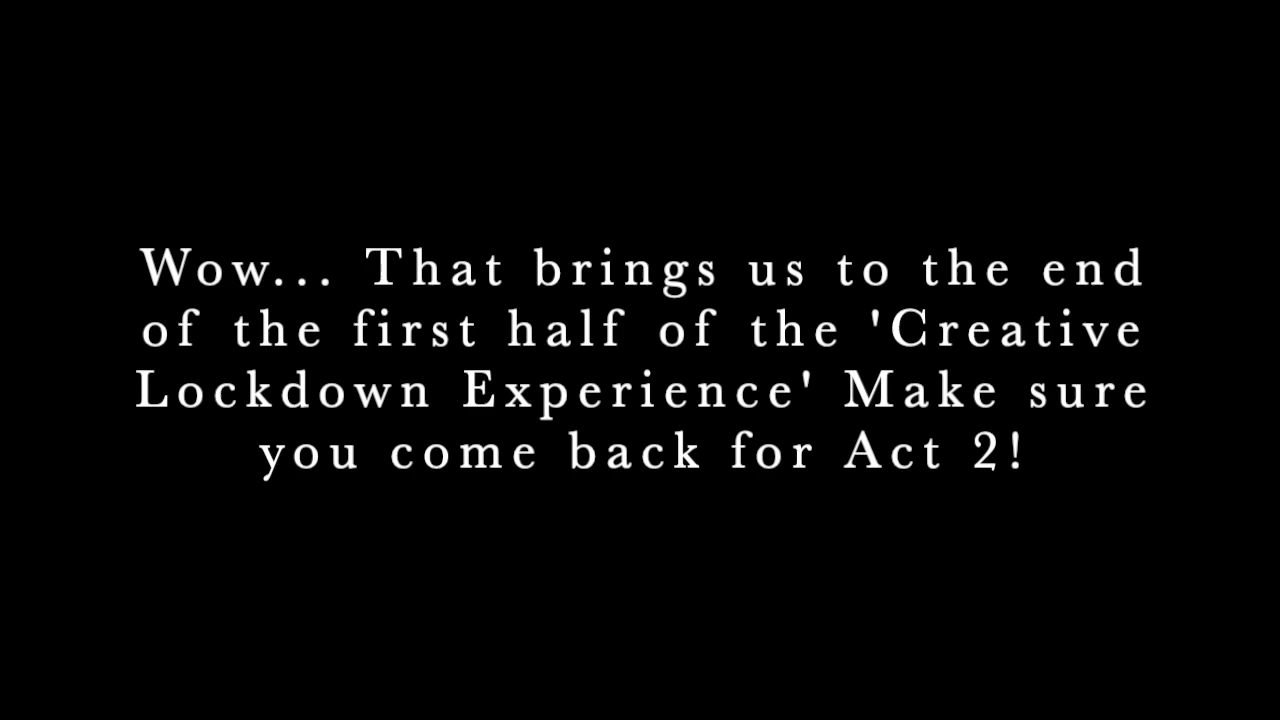 Wow... That brings us to the end
of the first half of the 'Creative
Lockdown Experience' Make sure
you come back for Act 2!